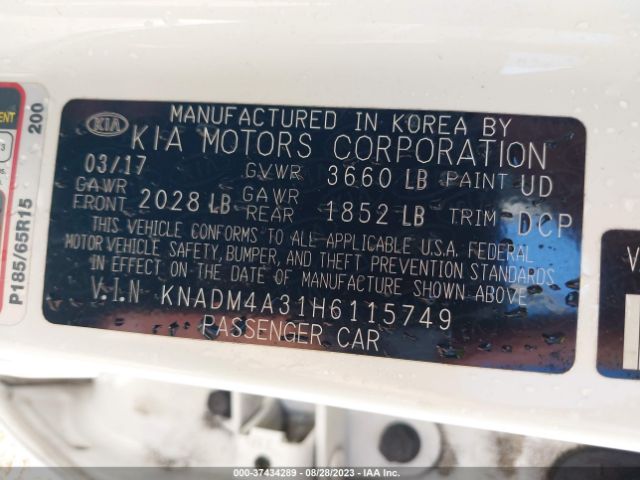 MANUFACTURED IN KOREA BY
KIA KIA MOTORS CORPORATION
03/17 GVWR 3660 LB PAINT UD
GAWR FRONT 2028 LB GAWR REAR 1852 LB TRIM DCP
THIS VEHICLE CONFORMS TO ALL APPLICABLE U.S.A. FEDERAL
MOTOR VEHICLE SAFETY, BUMPER, AND THEFT PREVENTION STANDARDS
IN EFFECT ON THE DATE OF MANUFACTURE SHOWN ABOVE
V.I.N KNADM4A31H6115749
PASSENGER CAR
P185/65R15
200
000-37434289 - 08/28/2023 - IAA Inc.